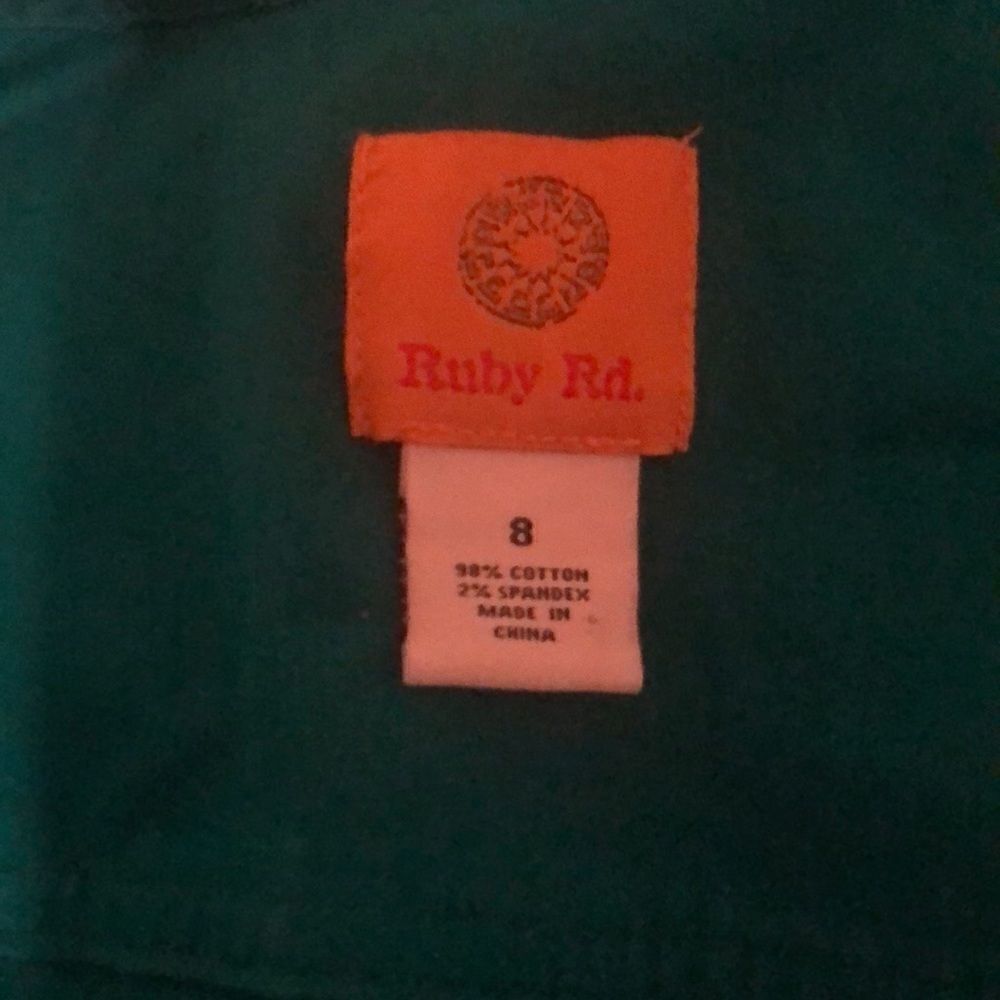 Ruby Rd.
8
98% COTTON
2% SPANDEX
MADE IN
CHINA